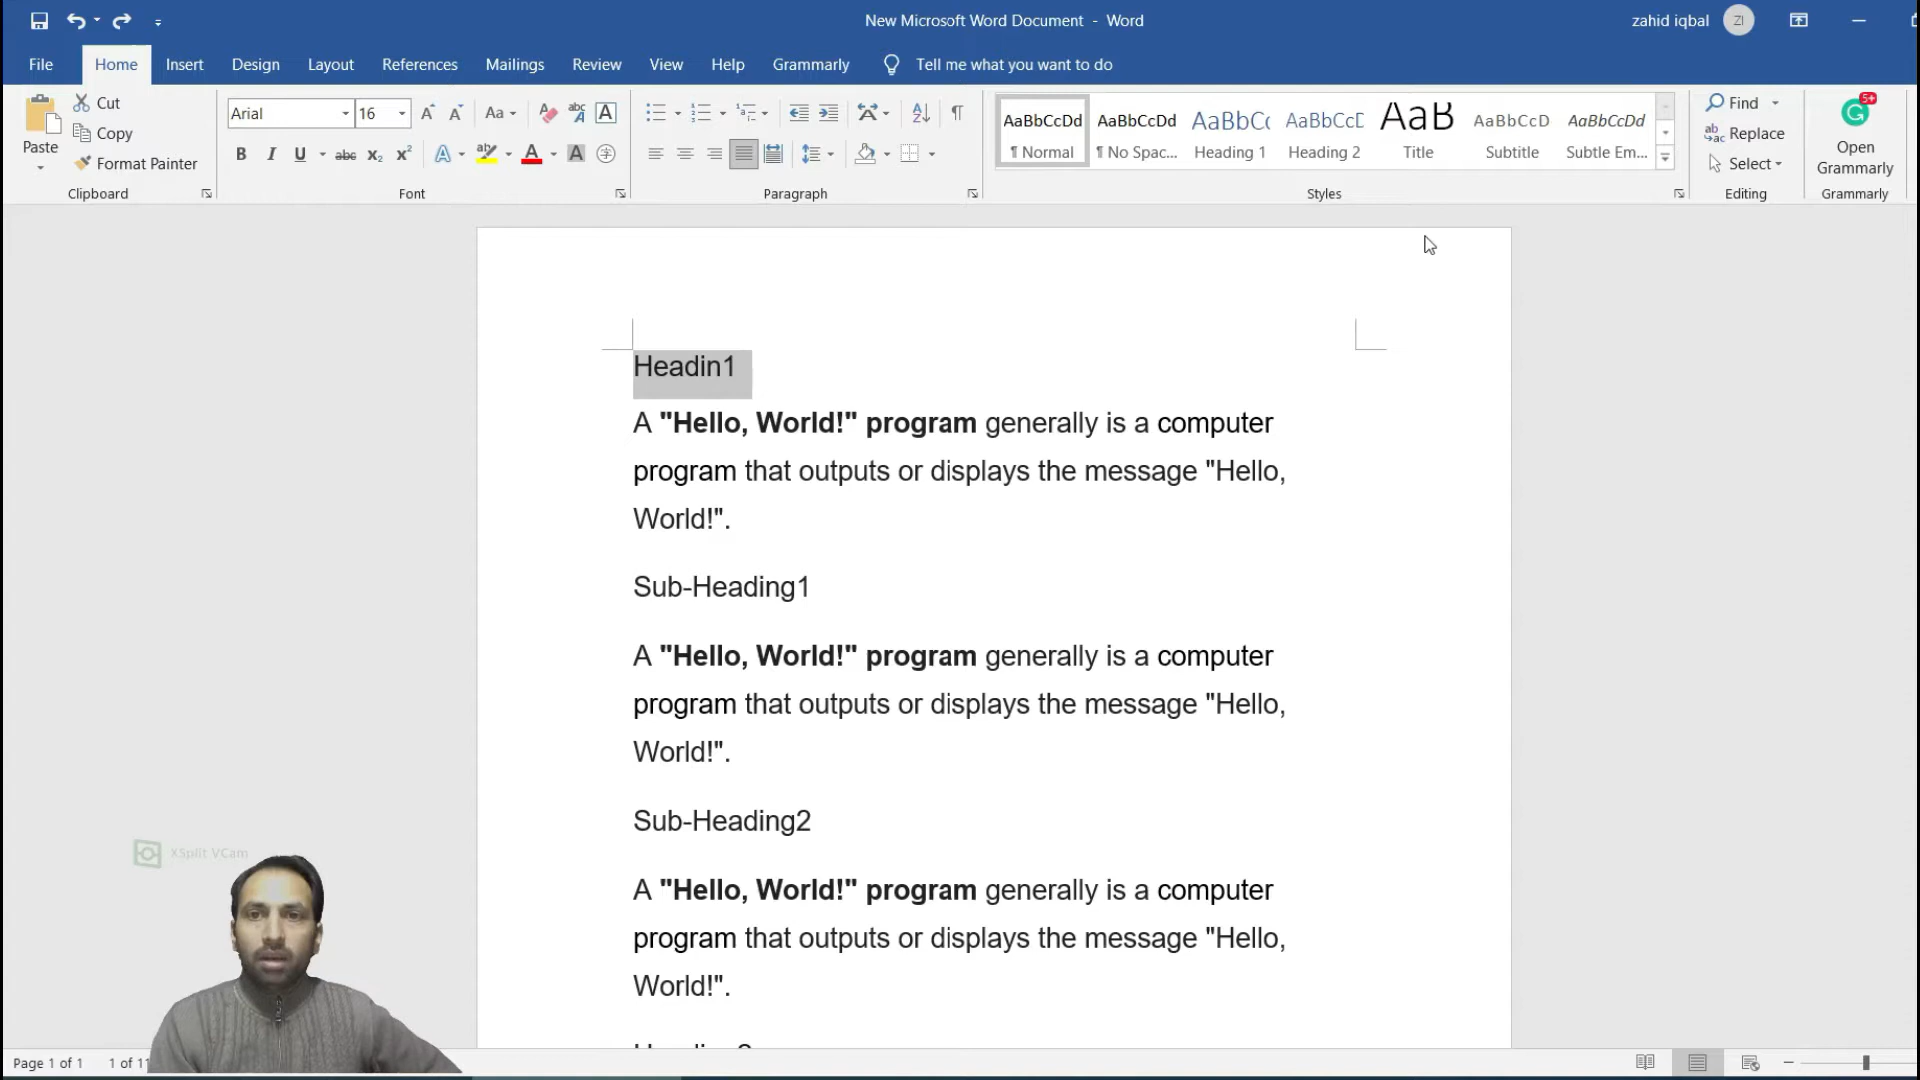 New Microsoft Word Document - Word
zahid iqbal
ZI
File
Home
Insert
Design
Layout
References
Mailings
Review
View
Help
Grammarly
Tell me what you want to do
Paste
Cut
Copy
Format Painter
Clipboard
Arial
16
Font
Paragraph
AaBbCcDd
¶ Normal
AaBbCcDd
¶ No Spac...
AaBbC
Heading 1
AaBbCcD
Heading 2
AaB
Title
AaBbCcD
Subtitle
AaBbCcDd
Subtle Em...
Styles
Find
Replace
Select
Editing
5+
Open
Grammarly
Grammarly
Headin1
A "Hello, World!" program generally is a computer
program that outputs or displays the message "Hello,
World!".
Sub-Heading1
A "Hello, World!" program generally is a computer
program that outputs or displays the message "Hello,
World!".
Sub-Heading2
A "Hello, World!" program generally is a computer
program that outputs or displays the message "Hello,
World!".
XSplit VCam
Page 1 of 1
1 of 11